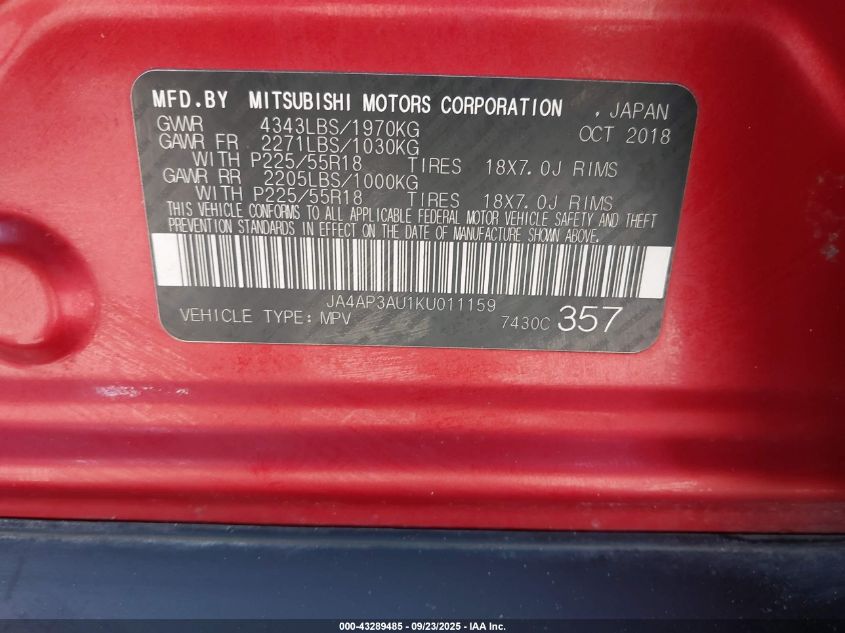 MFD.BY MITSUBISHI MOTORS CORPORATION , JAPAN
GVWR 4343LBS/1970KG OCT 2018
GAWR FR 2271LBS/1030KG
WITH P225/55R18 TIRES 18X7.0J RIMS
GAWR RR 2205LBS/1000KG
WITH P225/55R18 TIRES 18X7.0J RIMS
THIS VEHICLE CONFORMS TO ALL APPLICABLE FEDERAL MOTOR VEHICLE SAFETY AND THEFT
PREVENTION STANDARDS IN EFFECT ON THE DATE OF MANUFACTURE SHOWN ABOVE.
JA4AP3AU1KU011159
VEHICLE TYPE: MPV 7430C 357
000-43289485 - 09/23/2025 - IAA Inc.